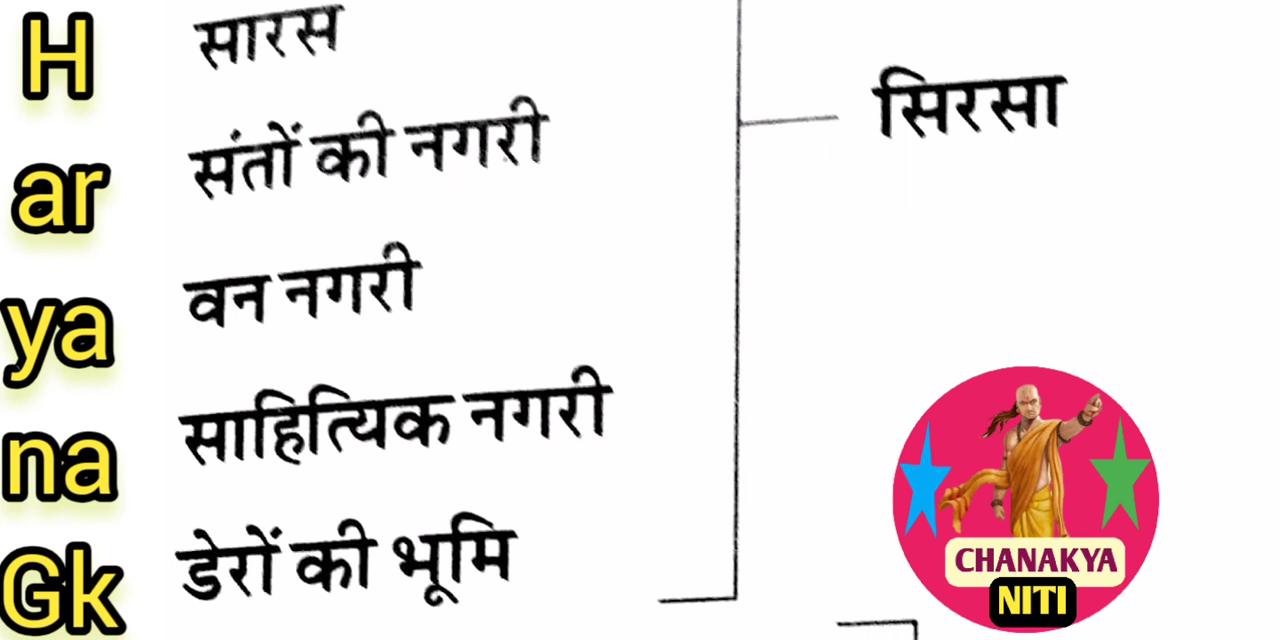 H
ar
ya
na
Gk
सारस
संतों की नगरी
वन नगरी
साहित्यिक नगरी
डेरों की भूमि
सिरसा
CHANAKYA
NITI